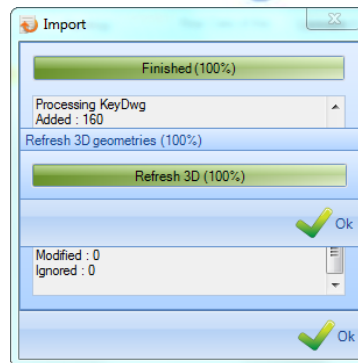 Import
Finished (100%)
Processing KeyDwg
Added : 160
Refresh 3D geometries (100%)
Refresh 3D (100%)
Ok
Modified : 0
Ignored : 0
Ok